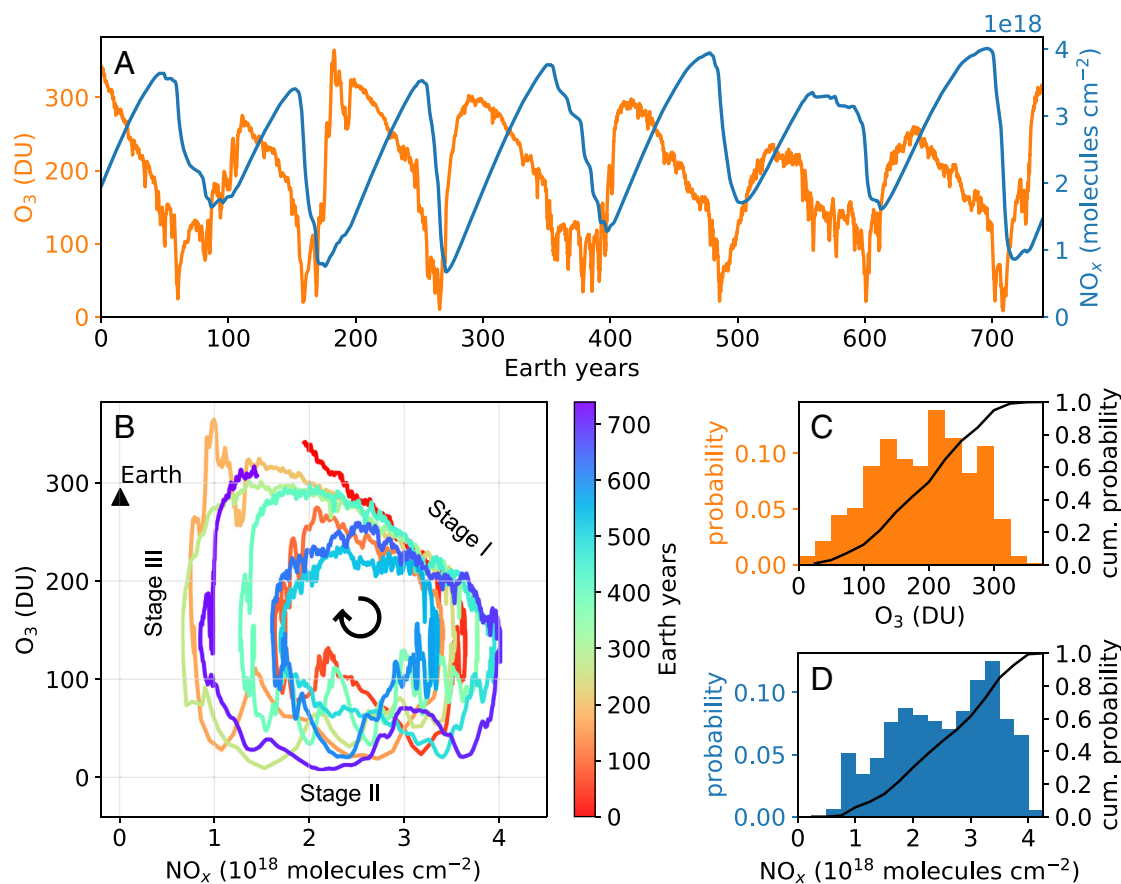 1e18
A
O₃ (DU)
300
200
100
0
NOₓ (molecules cm⁻²)
4
3
2
1
0
0 100 200 300 400 500 600 700
Earth years
B
Earth
Stage I
Stage II
Stage III
O₃ (DU)
300
200
100
0
0 1 2 3 4
NOₓ (10¹⁸ molecules cm⁻²)
700
600
500
400
300
200
100
0
Earth years
C
probability
0.10
0.05
0.00
1.0
0.8
0.6
0.4
0.2
0.0
cum. probability
0 100 200 300
O₃ (DU)
D
probability
0.10
0.05
0.00
1.0
0.8
0.6
0.4
0.2
0.0
cum. probability
0 1 2 3 4
NOₓ (10¹⁸ molecules cm⁻²)